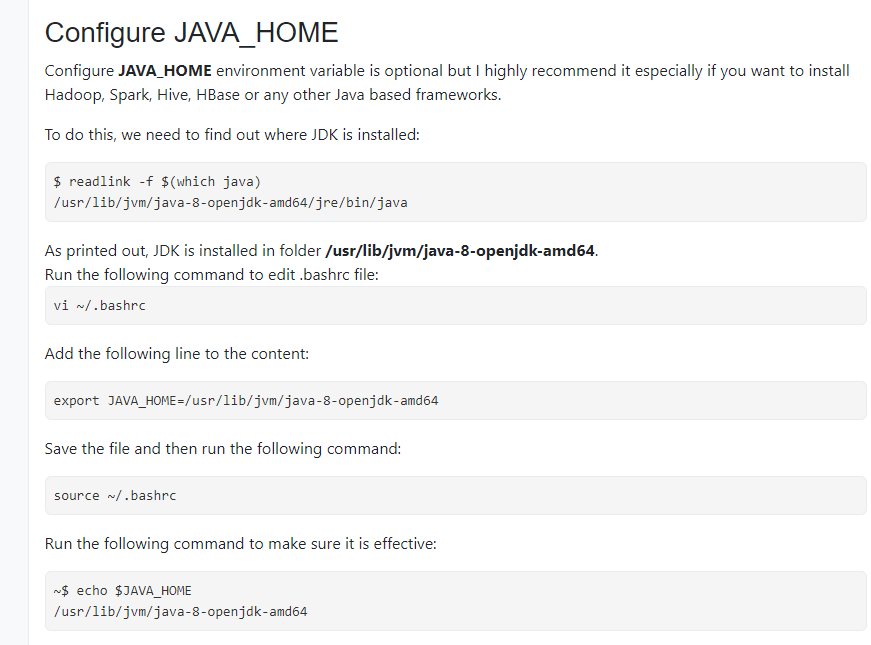 Configure JAVA_HOME
Configure JAVA_HOME environment variable is optional but I highly recommend it especially if you want to install
Hadoop, Spark, Hive, HBase or any other Java based frameworks.
To do this, we need to find out where JDK is installed:
$ readlink -f $(which java)
/usr/lib/jvm/java-8-openjdk-amd64/jre/bin/java
As printed out, JDK is installed in folder /usr/lib/jvm/java-8-openjdk-amd64.
Run the following command to edit .bashrc file:
vi ~/.bashrc
Add the following line to the content:
export JAVA_HOME=/usr/lib/jvm/java-8-openjdk-amd64
Save the file and then run the following command:
source ~/.bashrc
Run the following command to make sure it is effective:
~$ echo $JAVA_HOME
/usr/lib/jvm/java-8-openjdk-amd64